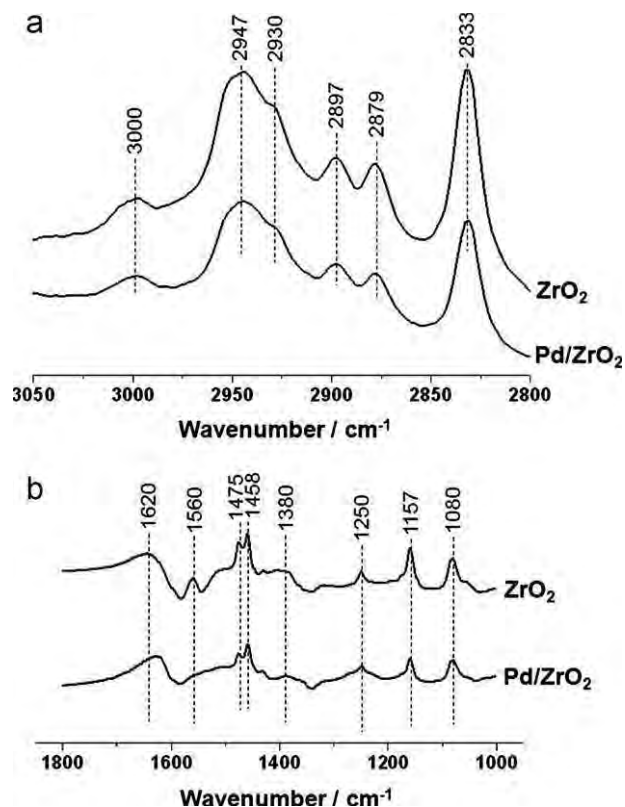 a
3000
2947
2930
2897
2879
2833
ZrO₂
Pd/ZrO₂
3050 3000 2950 2900 2850 2800
Wavenumber / cm⁻¹
b
1620
1560
1475
1458
1380
1250
1157
1080
ZrO₂
Pd/ZrO₂
1800 1600 1400 1200 1000
Wavenumber / cm⁻¹